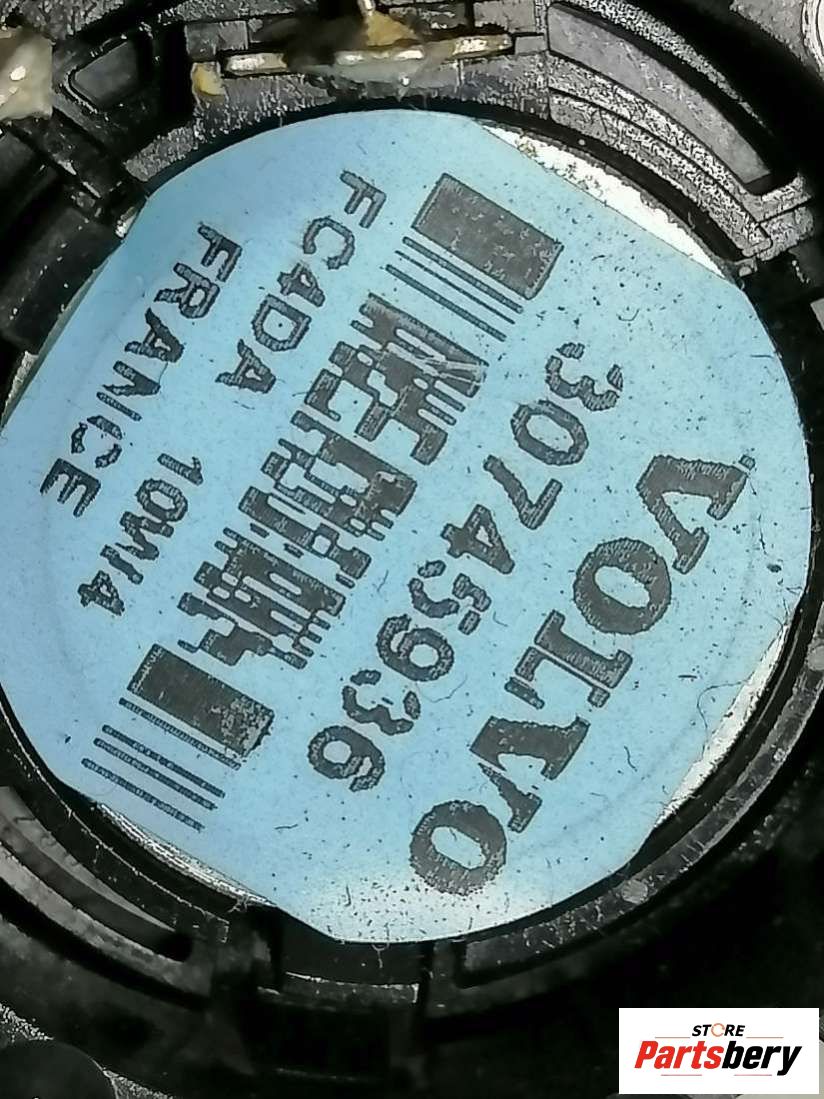 VOLVO
30745936
FC4DA 10W14
FRANCE
STORE
Partsbery